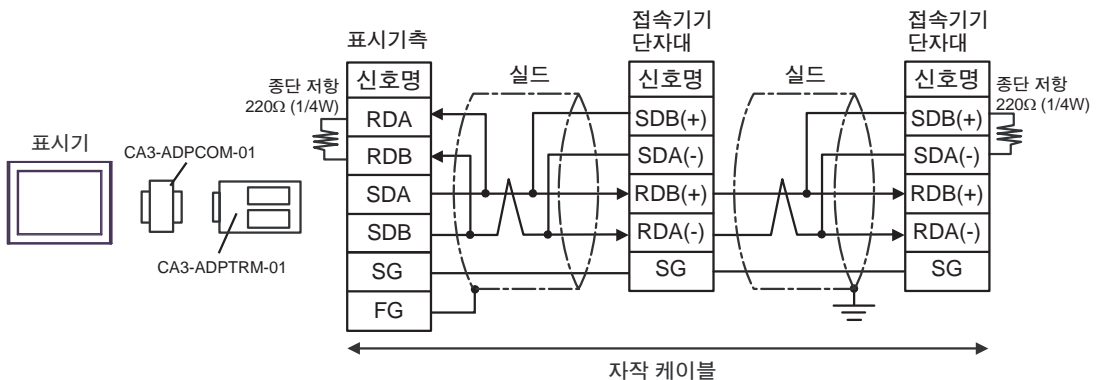 표시기
CA3-ADPCOM-01
CA3-ADPTRM-01
종단 저항
220Ω (1/4W)
표시기측
신호명
RDA
RDB
SDA
SDB
SG
FG
실드
접속기기
단자대
신호명
SDB(+)
SDA(-)
RDB(+)
RDA(-)
SG
실드
접속기기
단자대
신호명
SDB(+)
SDA(-)
RDB(+)
RDA(-)
SG
종단 저항
220Ω (1/4W)
자작 케이블